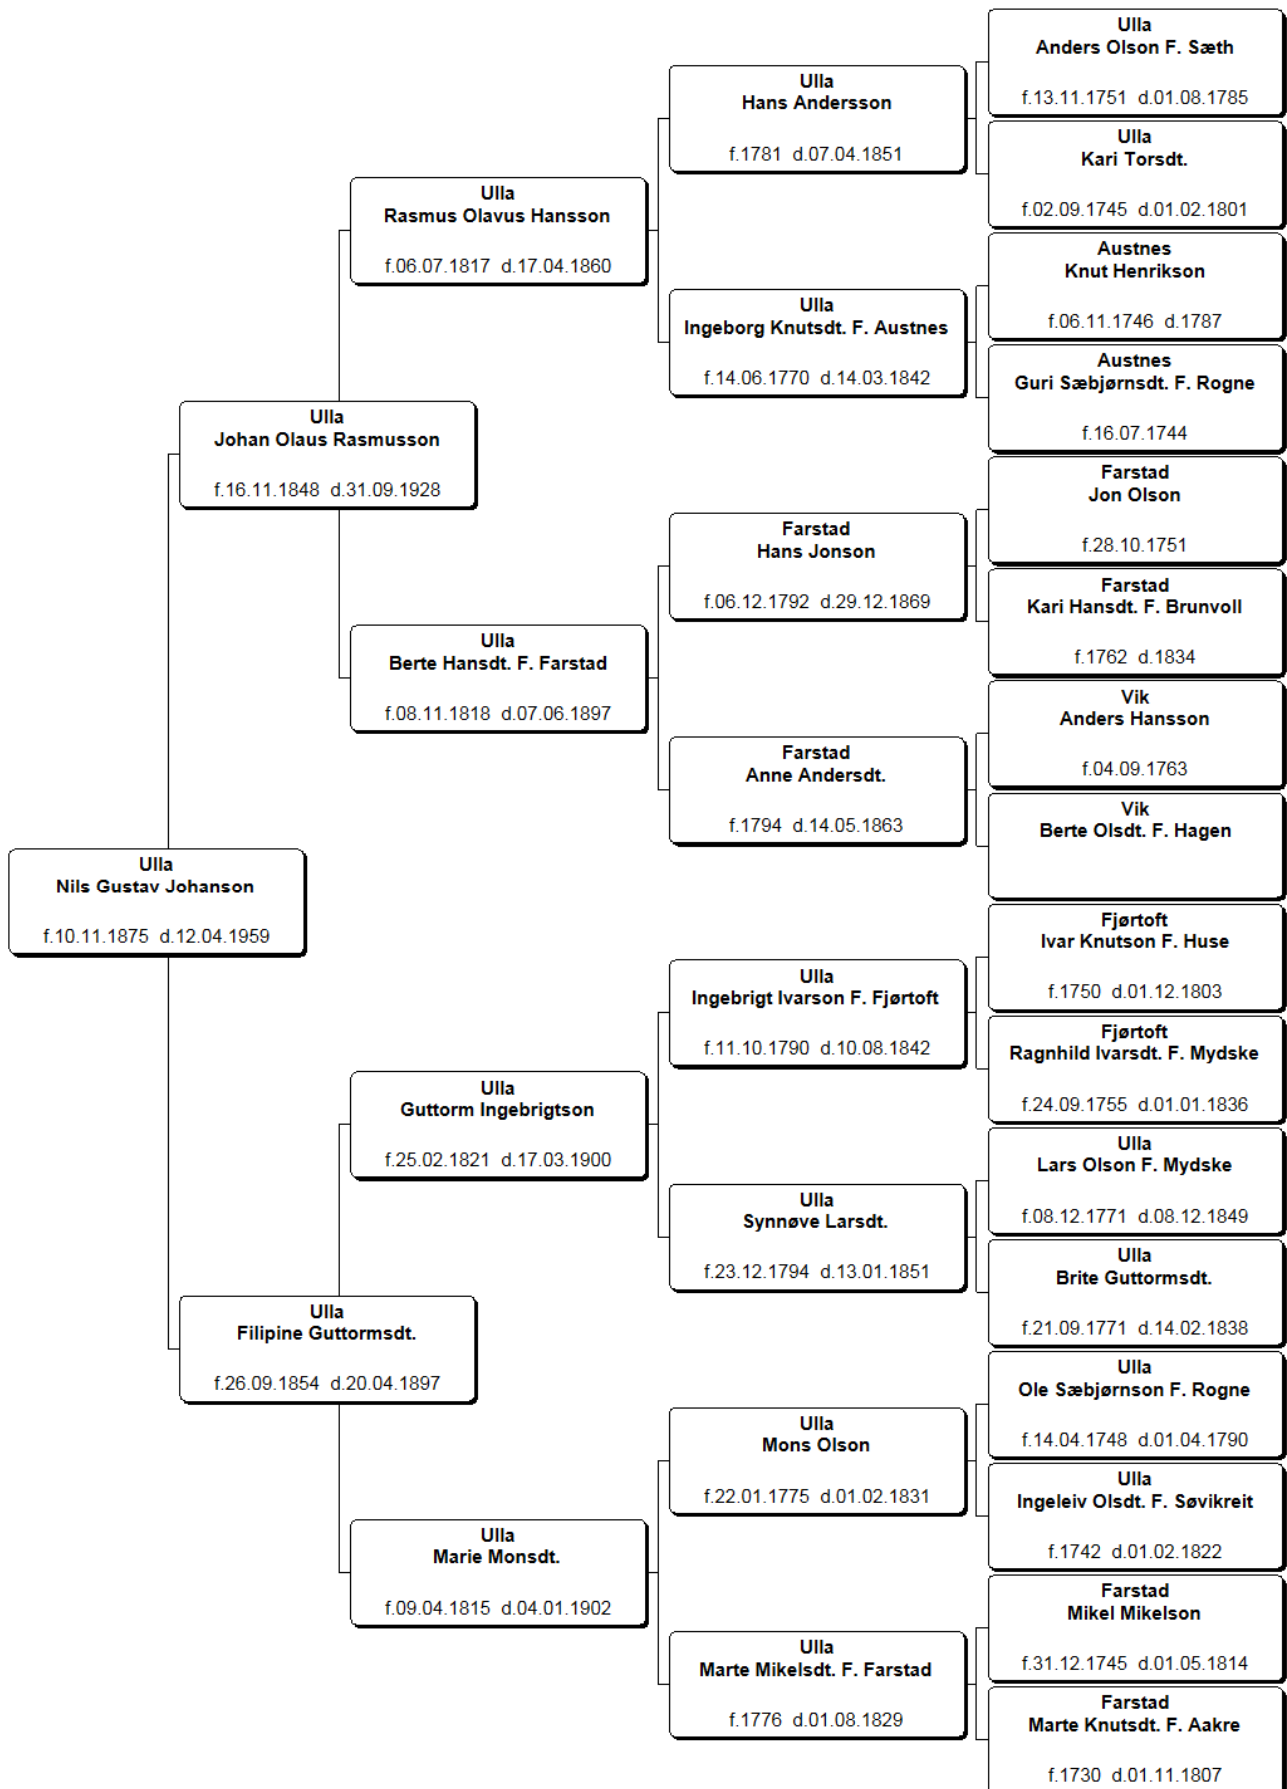 Ulla
Nils Gustav Johanson
f.10.11.1875 d.12.04.1959
Ulla
Johan Olaus Rasmusson
f.16.11.1848 d.31.09.1928
Ulla
Filipine Guttormsdt.
f.26.09.1854 d.20.04.1897
Ulla
Rasmus Olavus Hansson
f.06.07.1817 d.17.04.1860
Ulla
Berte Hansdt. F. Farstad
f.08.11.1818 d.07.06.1897
Ulla
Guttorm Ingebrigtson
f.25.02.1821 d.17.03.1900
Ulla
Marie Monsdt.
f.09.04.1815 d.04.01.1902
Ulla
Hans Andersson
f.1781 d.07.04.1851
Ulla
Ingeborg Knutsdt. F. Austnes
f.14.06.1770 d.14.03.1842
Farstad
Hans Jonson
f.06.12.1792 d.29.12.1869
Farstad
Anne Andersdt.
f.1794 d.14.05.1863
Ulla
Ingebrigt Ivarson F. Fjørtoft
f.11.10.1790 d.10.08.1842
Ulla
Synnøve Larsdt.
f.23.12.1794 d.13.01.1851
Ulla
Mons Olson
f.22.01.1775 d.01.02.1831
Ulla
Marte Mikelsdt. F. Farstad
f.1776 d.01.08.1829
Ulla
Anders Olson F. Sæth
f.13.11.1751 d.01.08.1785
Ulla
Kari Torsdt.
f.02.09.1745 d.01.02.1801
Austnes
Knut Henrikson
f.06.11.1746 d.1787
Austnes
Guri Sæbjørnsdt. F. Rogne
f.16.07.1744
Farstad
Jon Olson
f.28.10.1751
Farstad
Kari Hansdt. F. Brunvoll
f.1762 d.1834
Vik
Anders Hansson
f.04.09.1763
Vik
Berte Olsdt. F. Hagen
Fjørtoft
Ivar Knutson F. Huse
f.1750 d.01.12.1803
Fjørtoft
Ragnhild Ivarsdt. F. Mydske
f.24.09.1755 d.01.01.1836
Ulla
Lars Olson F. Mydske
f.08.12.1771 d.08.12.1849
Ulla
Brite Guttormsdt.
f.21.09.1771 d.14.02.1838
Ulla
Ole Sæbjørnson F. Rogne
f.14.04.1748 d.01.04.1790
Ulla
Ingeleiv Olsdt. F. Søvikreit
f.1742 d.01.02.1822
Farstad
Mikel Mikelson
f.31.12.1745 d.01.05.1814
Farstad
Marte Knutsdt. F. Aakre
f.1730 d.01.11.1807